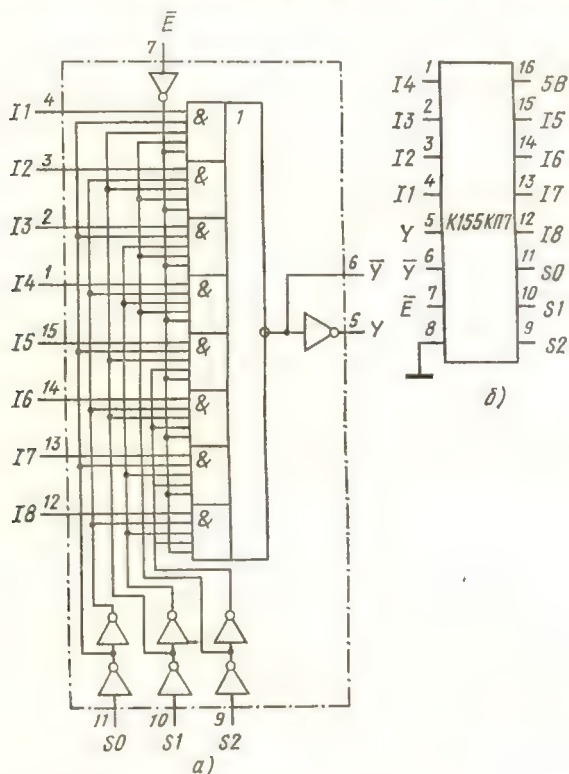 E̅
7
I1 4
I2 3
I3 2
I4 1
I5 15
I6 14
I7 13
I8 12
&
&
&
&
&
&
&
&
1
6 Y̅
5 Y
11
S0
10
S1
9
S2
а)
I4 1
I3 2
I2 3
I1 4
Y 5
Y̅ 6
E̅ 7
8
К155КП7
16 5В
15 I5
14 I6
13 I7
12 I8
11 S0
10 S1
9 S2
б)